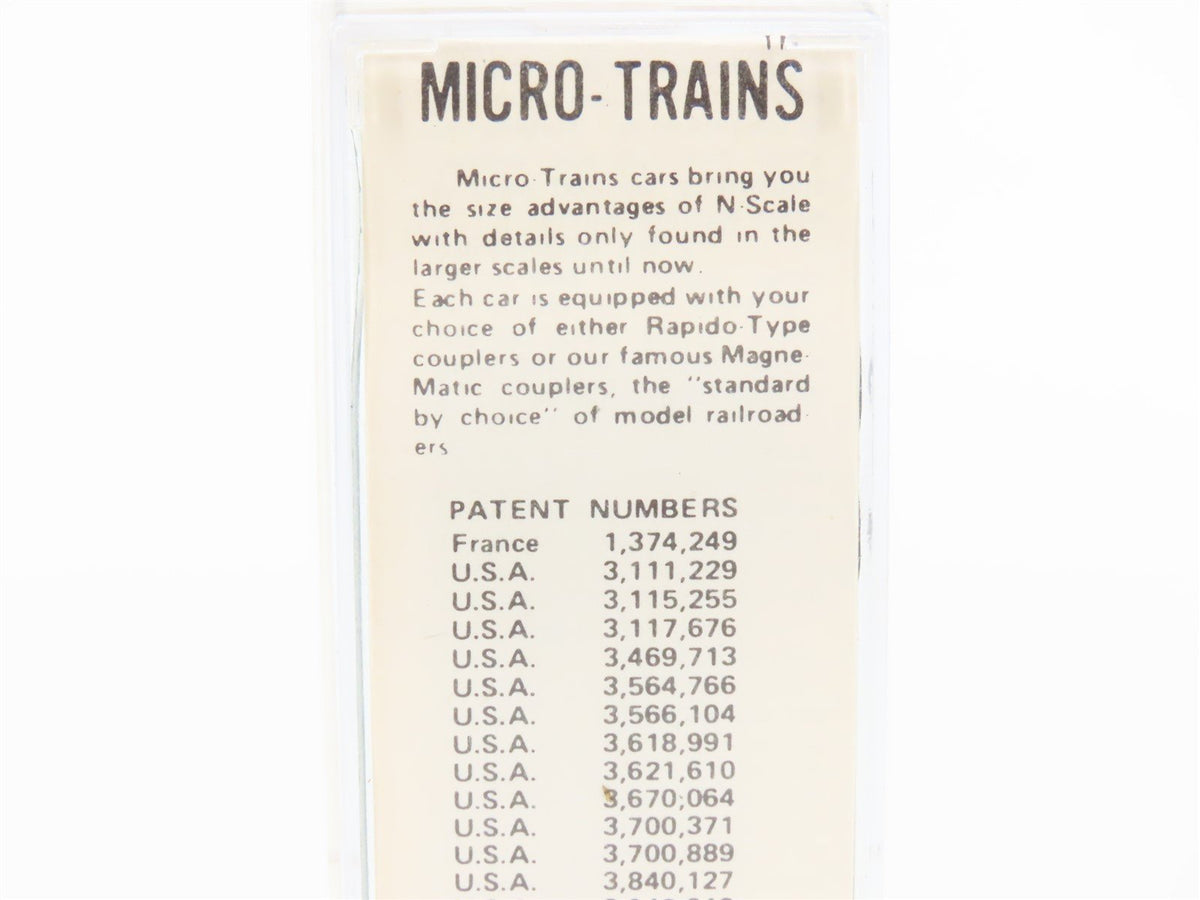 MICRO-TRAINS
Micro-Trains cars bring you
the size advantages of N-Scale
with details only found in the
larger scales until now.
Each car is equipped with your
choice of either Rapido-Type
couplers or our famous Magne-
Matic couplers, the "standard
by choice" of model railroad-
ers
PATENT NUMBERS
France 1,374,249
U.S.A. 3,111,229
U.S.A. 3,115,255
U.S.A. 3,117,676
U.S.A. 3,469,713
U.S.A. 3,564,766
U.S.A. 3,566,104
U.S.A. 3,618,991
U.S.A. 3,621,610
U.S.A. 3,670,064
U.S.A. 3,700,371
U.S.A. 3,700,889
U.S.A. 3,840,127